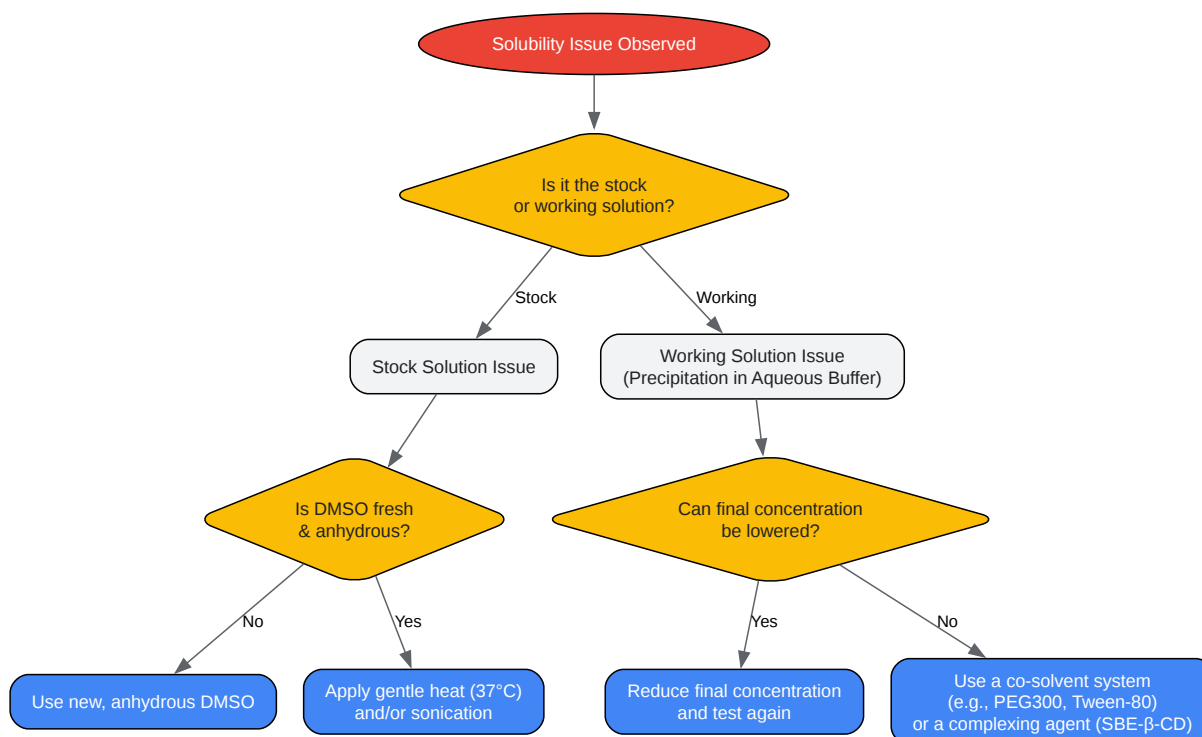 Solubility Issue Observed
Is it the stock
or working solution?
Stock
Working
Stock Solution Issue
Working Solution Issue
(Precipitation in Aqueous Buffer)
Is DMSO fresh
& anhydrous?
Can final concentration
be lowered?
No
Yes
Yes
No
Use new, anhydrous DMSO
Apply gentle heat (37°C)
and/or sonication
Reduce final concentration
and test again
Use a co-solvent system
(e.g., PEG300, Tween-80)
or a complexing agent (SBE-β-CD)